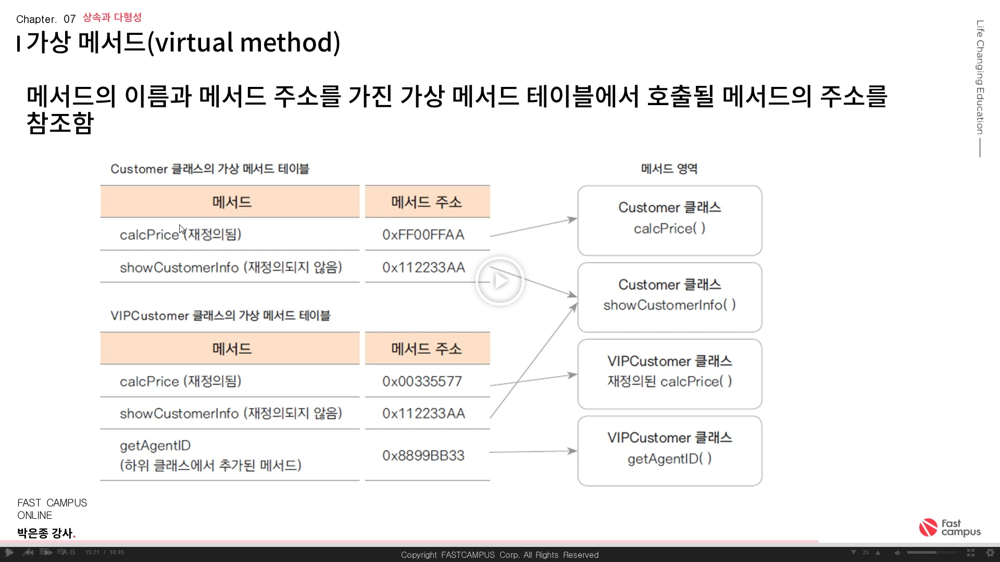 Chapter. 07 상속과 다형성
가상 메서드(virtual method)
Life Changing Education
메서드의 이름과 메서드 주소를 가진 가상 메서드 테이블에서 호출될 메서드의 주소를
참조함
Customer 클래스의 가상 메서드 테이블
메서드 메서드 주소
calcPrice (재정의됨) 0xFF00FFAA
showCustomerInfo (재정의되지 않음) 0x112233AA
VIPCustomer 클래스의 가상 메서드 테이블
메서드 메서드 주소
calcPrice (재정의됨) 0x00335577
showCustomerInfo (재정의되지 않음) 0x112233AA
getAgentID
(하위 클래스에서 추가된 메서드) 0x8899BB33
메서드 영역
Customer 클래스
calcPrice( )
Customer 클래스
showCustomerInfo( )
VIPCustomer 클래스
재정의된 calcPrice( )
VIPCustomer 클래스
getAgentID( )
FAST CAMPUS
ONLINE
박은종 강사.
Fast
campus
A-B 15:21 / 18:45
Copyright FASTCAMPUS Corp. All Rights Reserved
2x